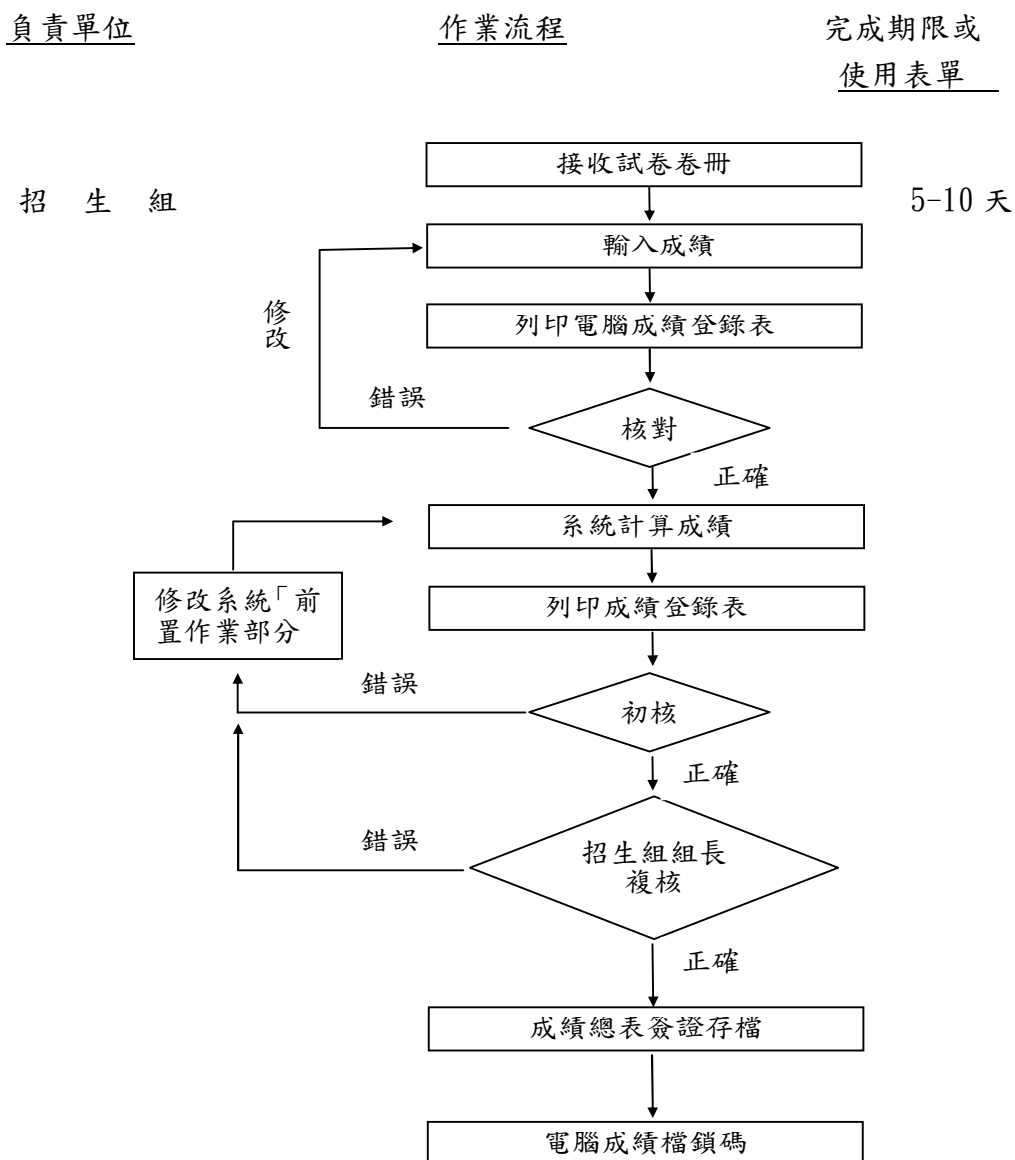 負責單位
作業流程
完成期限或
使用表單
接收試卷卷冊
招 生 組
5-10 天
輸入成績
修改
列印電腦成績登錄表
錯誤
核對
正確
系統計算成績
修改系統「前
置作業部分
列印成績登錄表
錯誤
初核
正確
錯誤
招生組組長
複核
正確
成績總表簽證存檔
電腦成績檔鎖碼